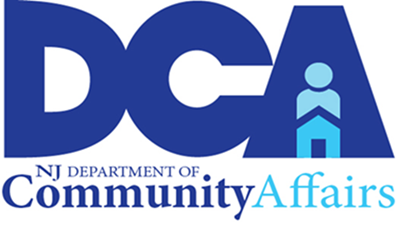 DCA
NJ DEPARTMENT OF
CommunityAffairs